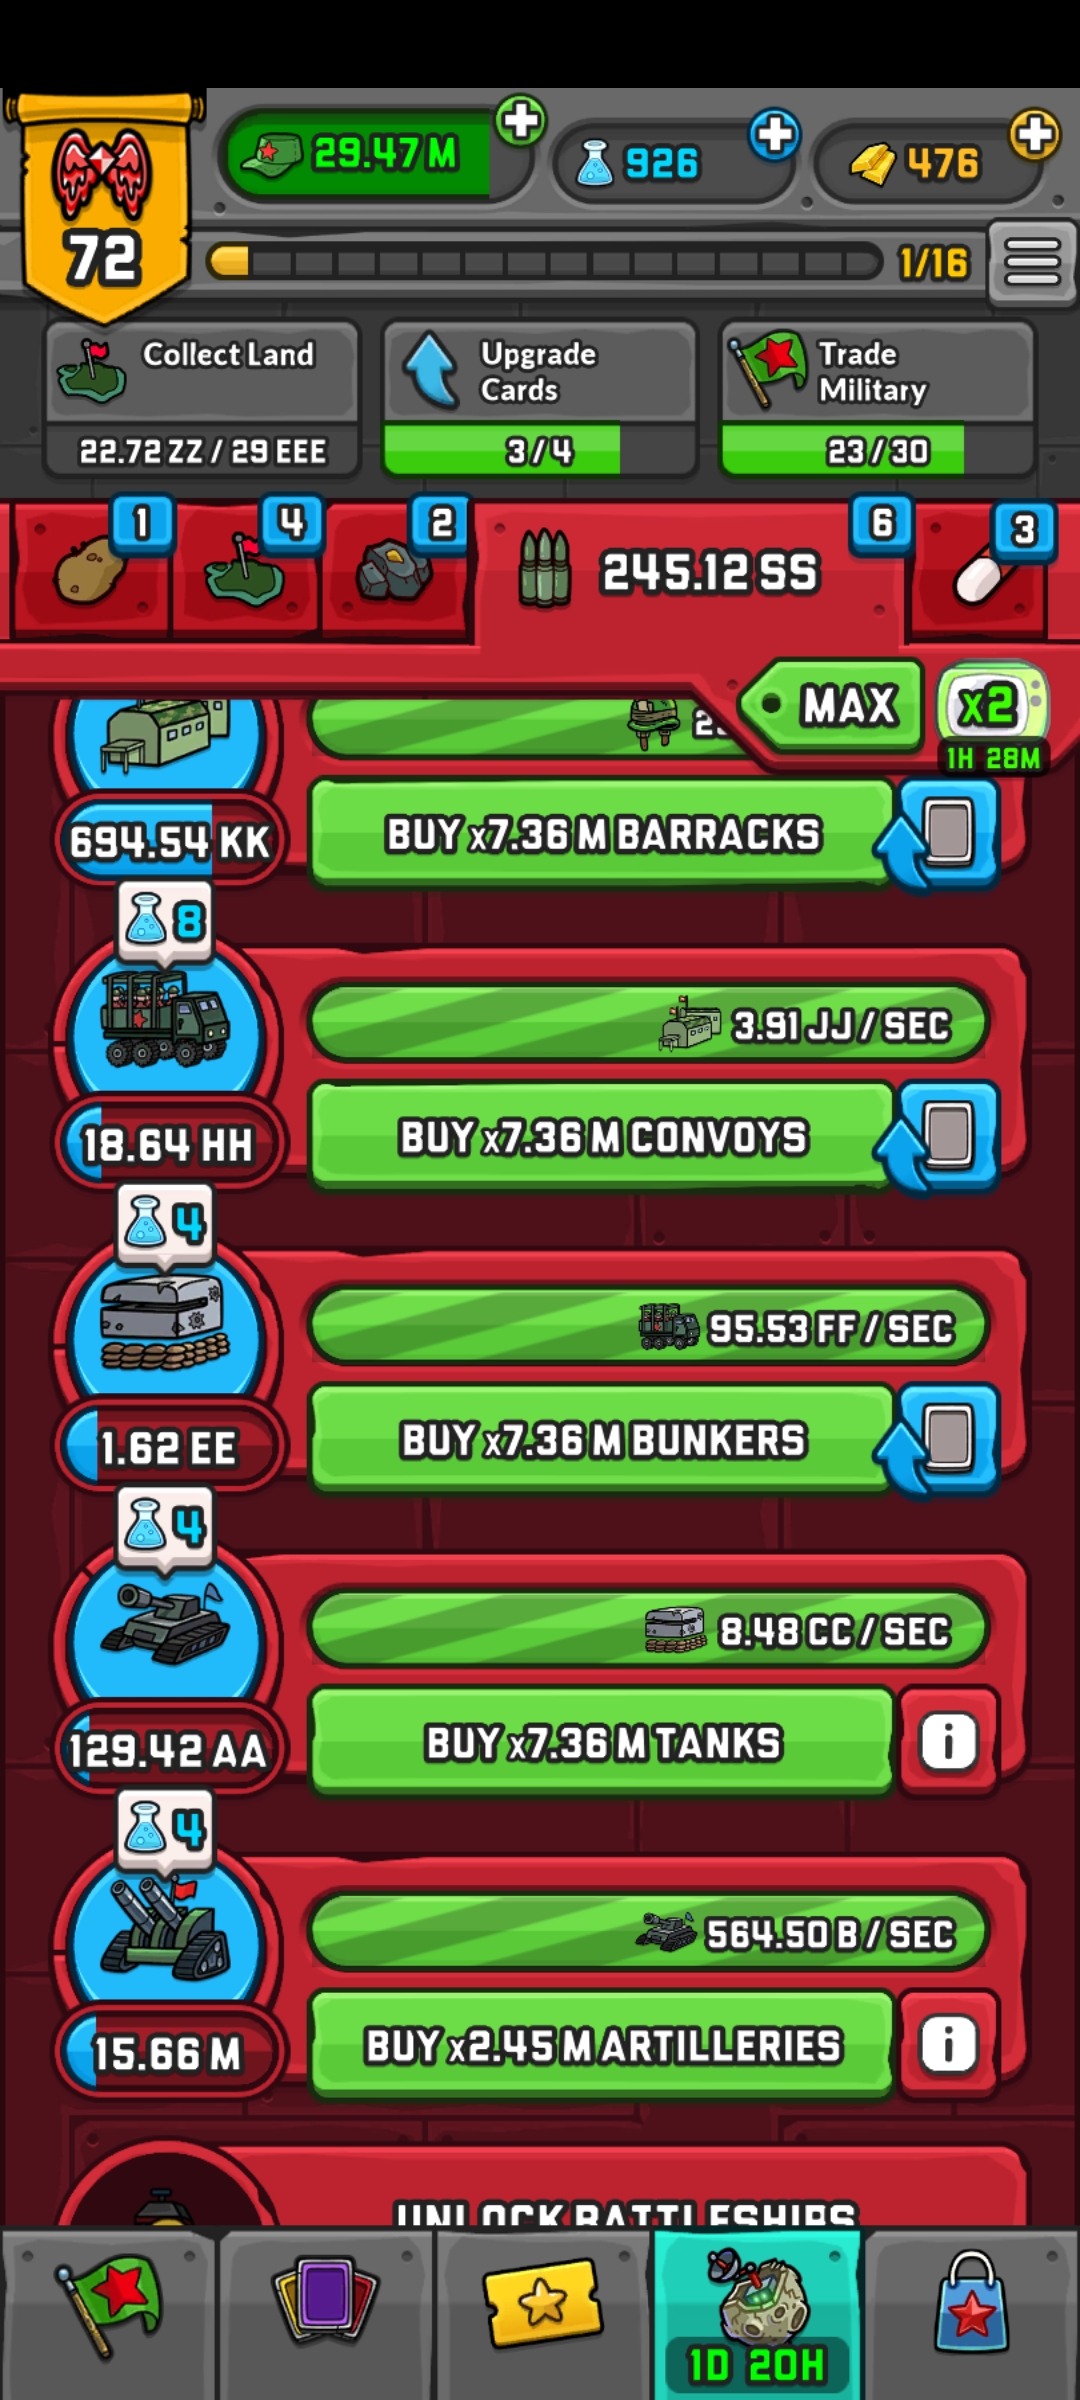 29.47 M
926
476
72
1/16
Collect Land
22.72 ZZ / 29 EEE
Upgrade
Cards
3/4
Trade
Military
23/30
1
4
2
245.12 SS
6
3
MAX
x2
1H 28M
694.54 KK
BUY x7.36 M BARRACKS
8
3.91 JJ / SEC
18.64 HH
BUY x7.36 M CONVOYS
4
95.53 FF / SEC
1.62 EE
BUY x7.36 M BUNKERS
4
8.48 CC / SEC
129.42 AA
BUY x7.36 M TANKS
i
4
564.50 B / SEC
15.66 M
BUY x2.45 M ARTILLERIES
i
UNLOCK BATTLESHIPS
1D 20H